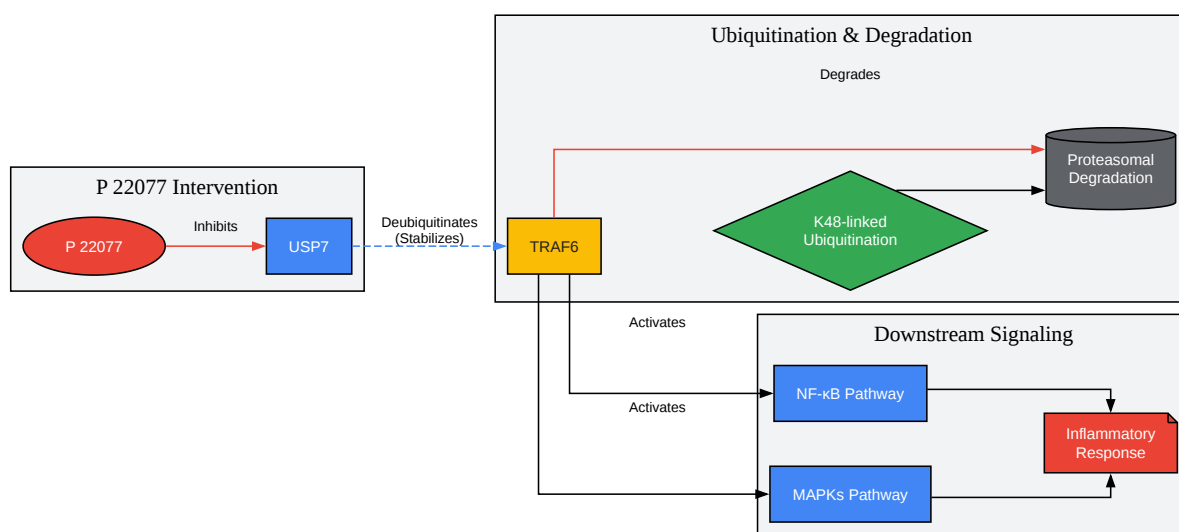 Ubiquitination & Degradation
Degrades
Proteasomal
Degradation
P 22077 Intervention
P 22077
Inhibits
USP7
Deubiquitinates
(Stabilizes)
TRAF6
K48-linked
Ubiquitination
Activates
Activates
Downstream Signaling
NF-κB Pathway
MAPKs Pathway
Inflammatory
Response